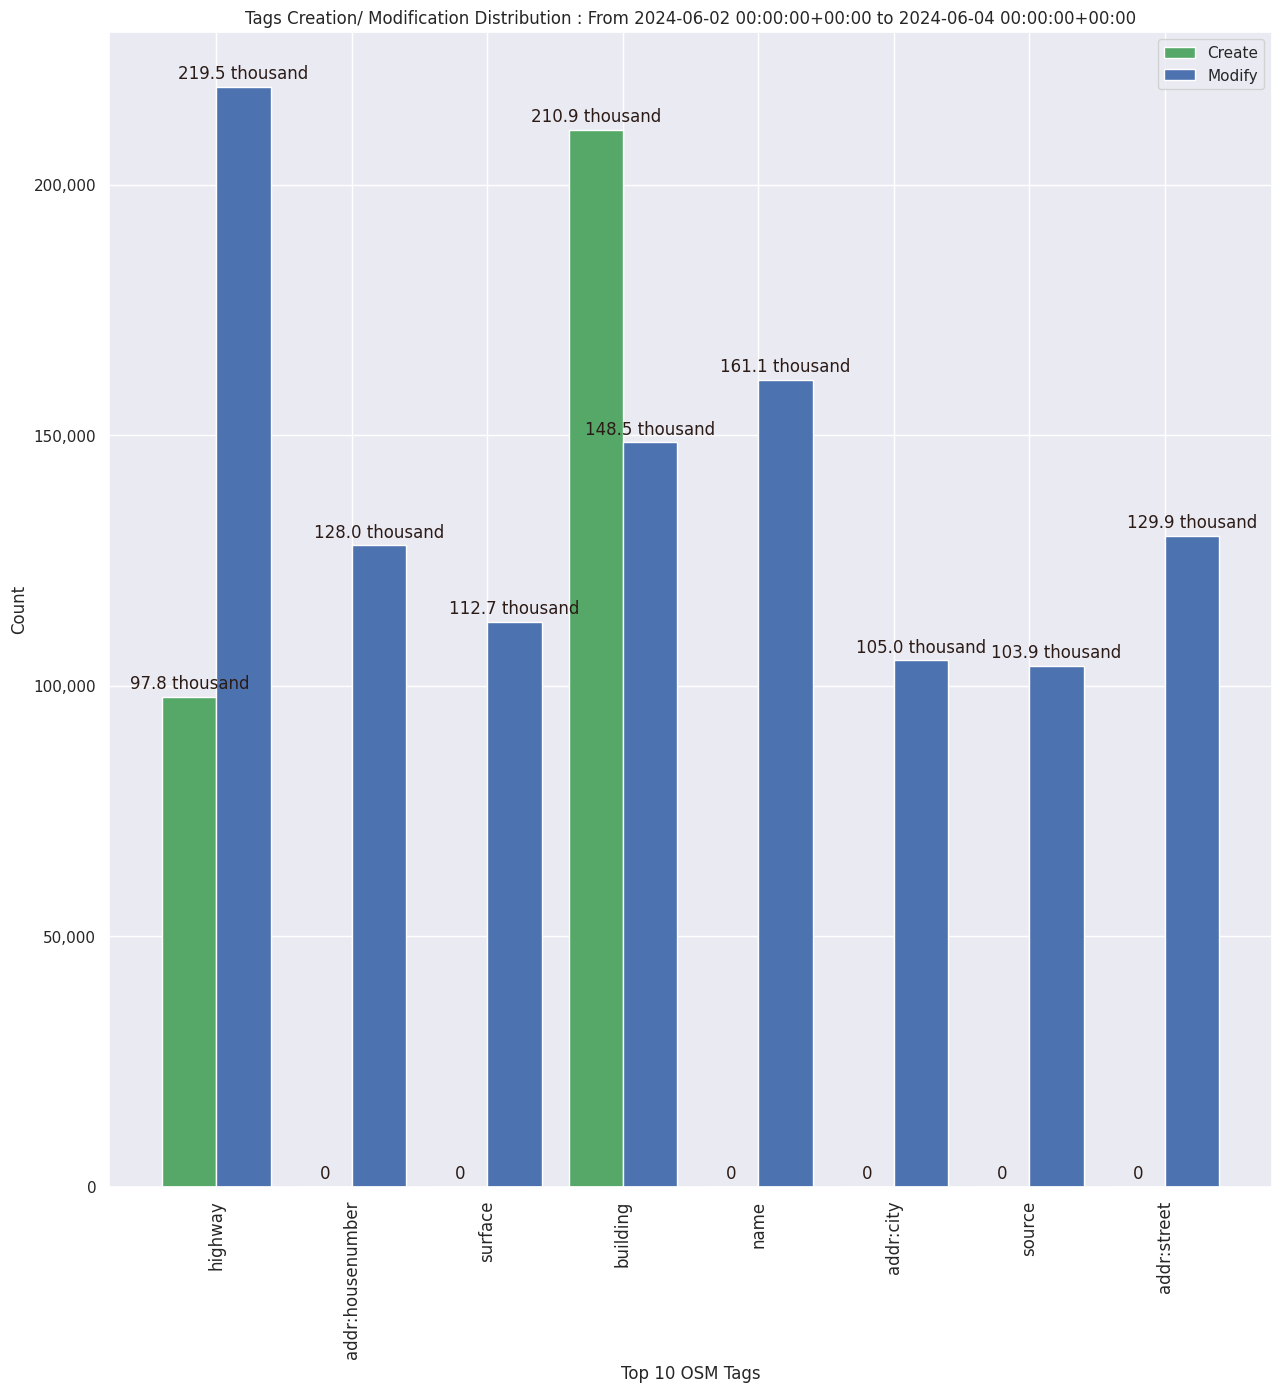 Tags Creation/ Modification Distribution : From 2024-06-02 00:00:00+00:00 to 2024-06-04 00:00:00+00:00
Create
Modify
219.5 thousand
210.9 thousand
200,000
161.1 thousand
150,000
148.5 thousand
128.0 thousand
129.9 thousand
112.7 thousand
105.0 thousand
103.9 thousand
100,000
97.8 thousand
50,000
Count
0
0
0
0
0
0
0
highway
addr:housenumber
surface
building
name
addr:city
source
addr:street
Top 10 OSM Tags